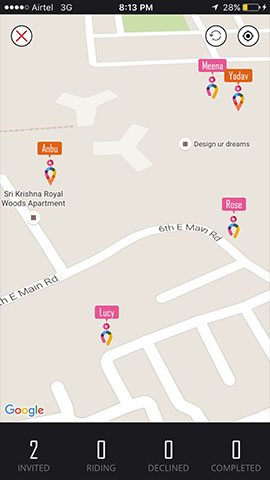 Airtel 3G 8:13 PM 28%
Meena
Yadav
Design ur dreams
Anbu
Sri Krishna Royal
Woods Apartment
Rose
6th E Main Rd
6th E Main Rd
Lucy
Google
2 0 0 0
INVITED RIDING DECLINED COMPLETED